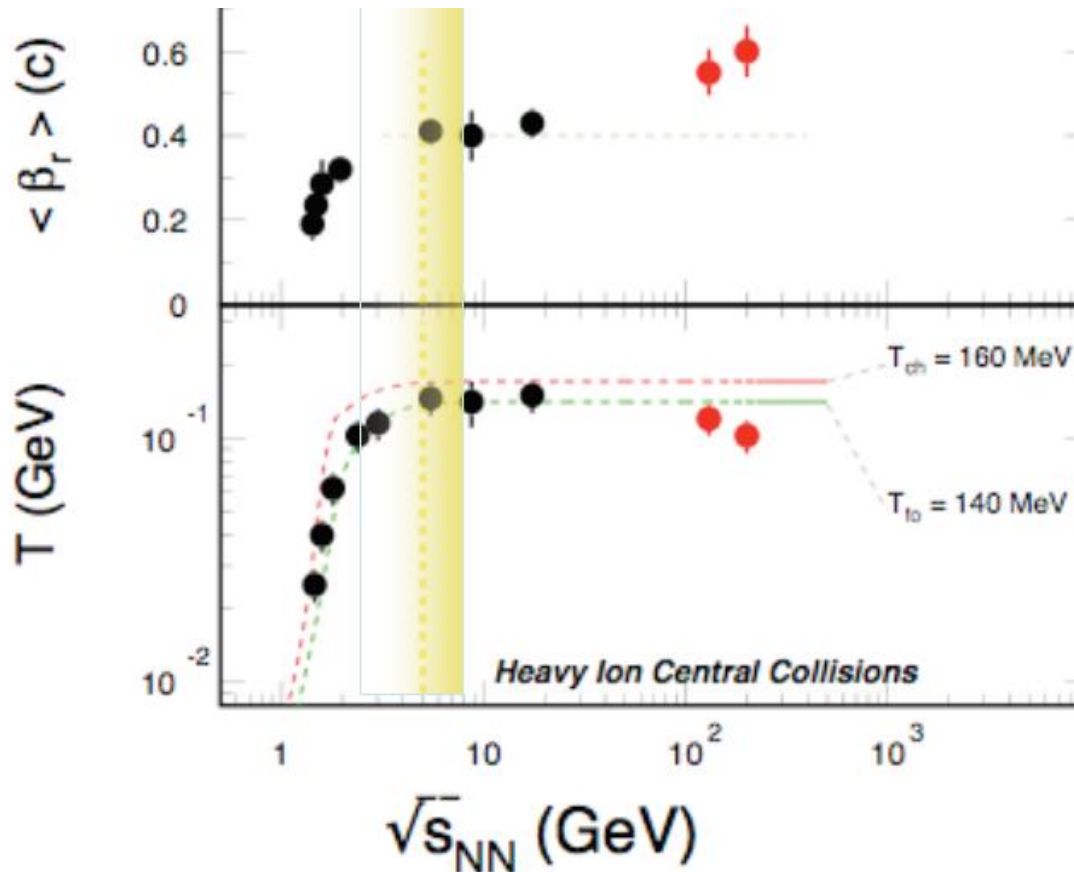 < β_r > (c)
0.6
0.4
0.2
0
T (GeV)
10^-1
10^-2
T_ch = 160 MeV
T_fo = 140 MeV
Heavy Ion Central Collisions
1
10
10^2
10^3
√s_NN (GeV)